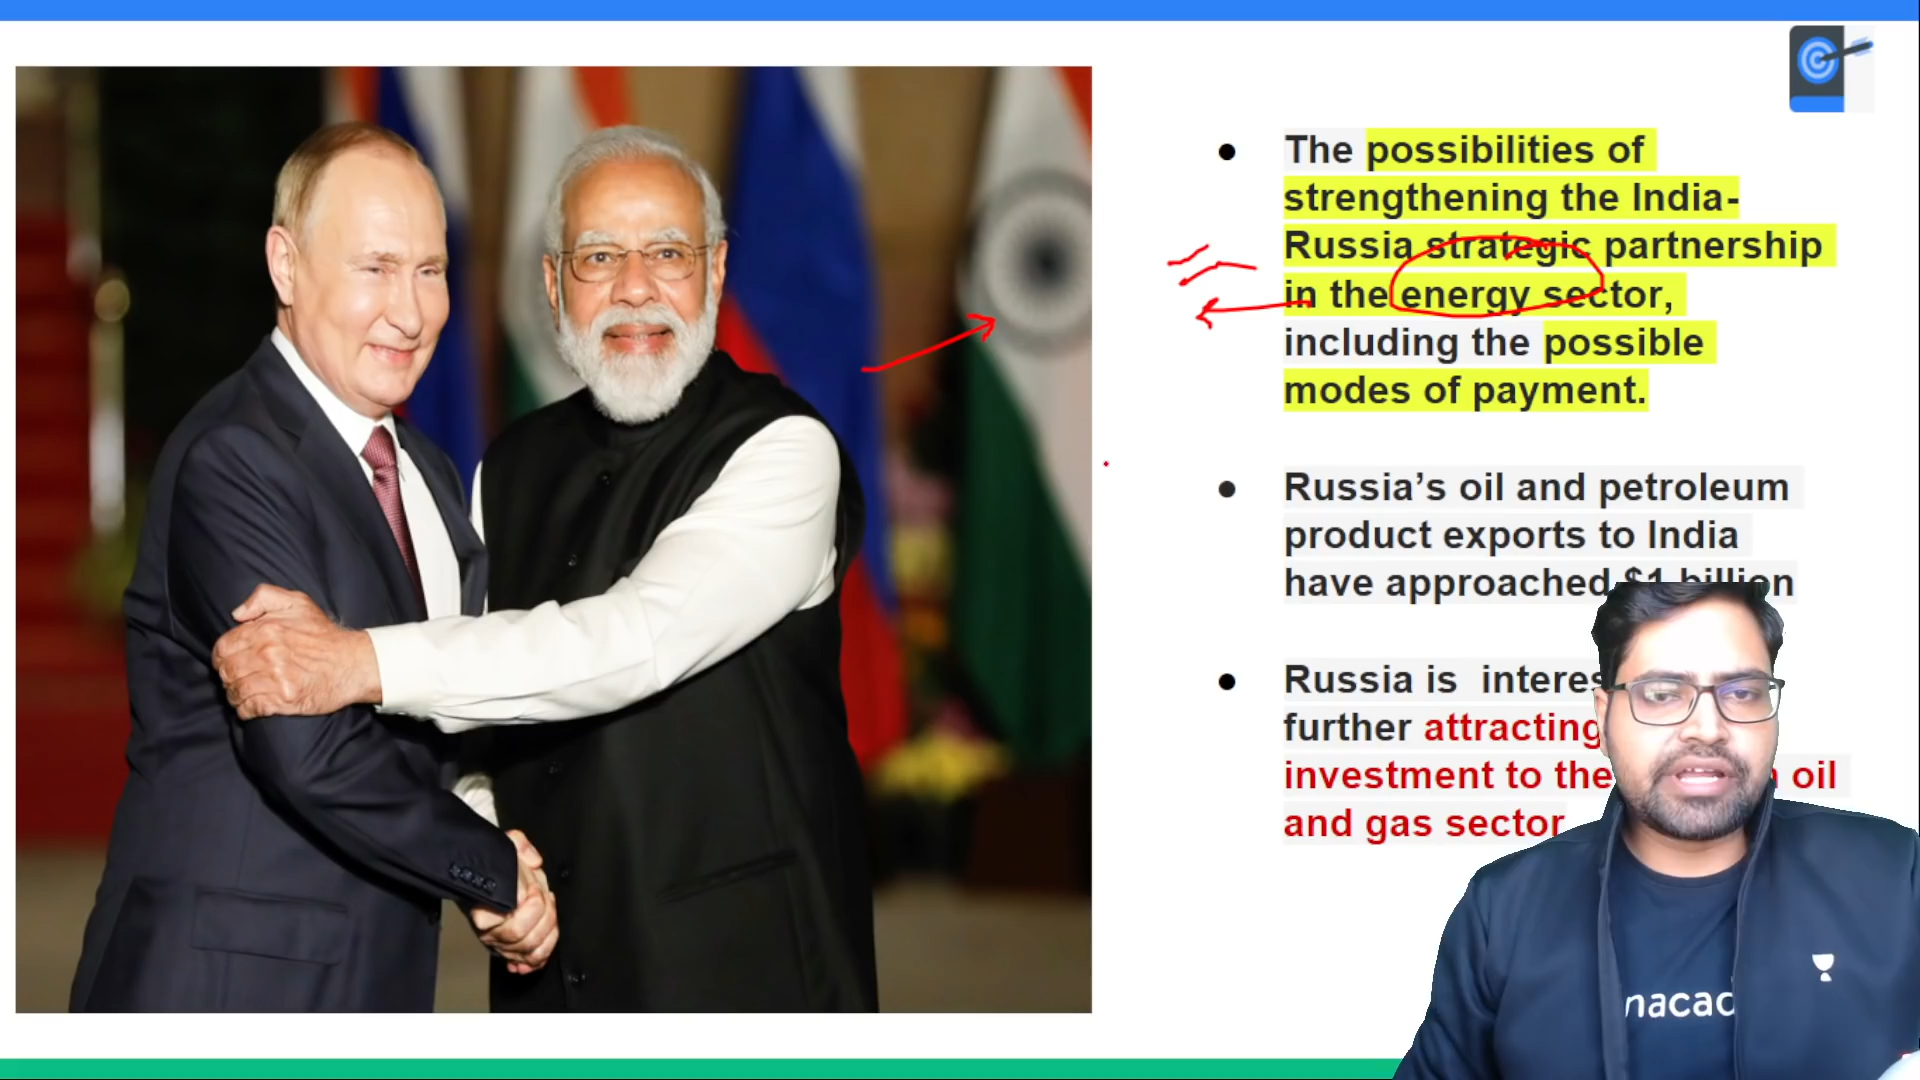 The possibilities of
strengthening the India-
Russia strategic partnership
in the energy sector,
including the possible
modes of payment.
Russia’s oil and petroleum
product exports to India
have approached $1 billion
Russia is
further attracting
investment to the oil
and gas sector